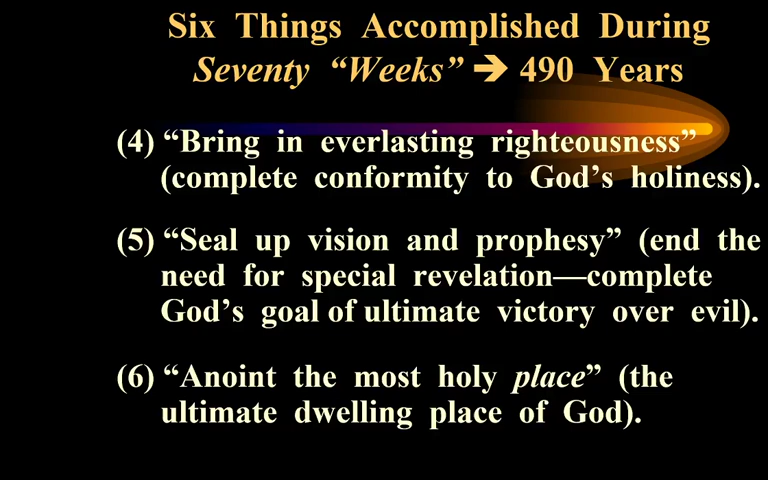 Six Things Accomplished During
Seventy “Weeks” ➔ 490 Years
(4) “Bring in everlasting righteousness”
(complete conformity to God’s holiness).
(5) “Seal up vision and prophesy” (end the
need for special revelation—complete
God’s goal of ultimate victory over evil).
(6) “Anoint the most holy place” (the
ultimate dwelling place of God).